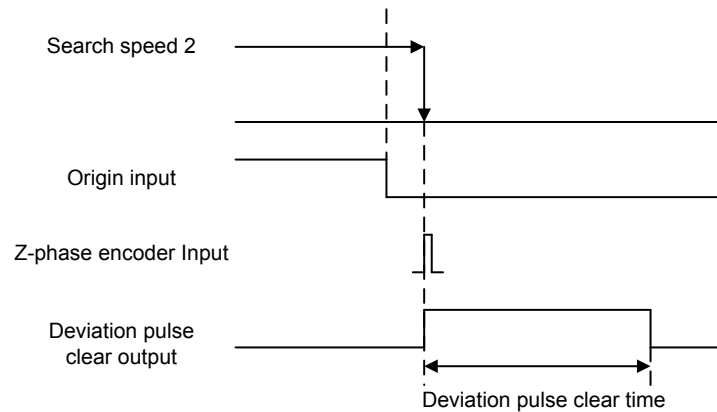 Search speed 2
Origin input
Z-phase encoder Input
Deviation pulse
clear output
Deviation pulse clear time